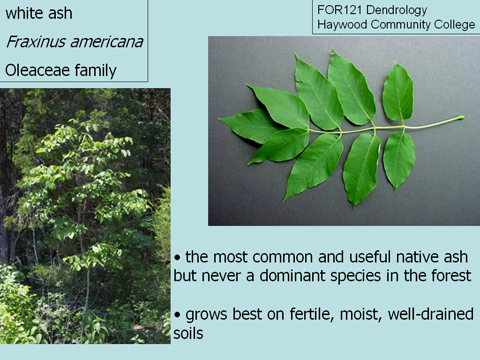 white ash
Fraxinus americana
Oleaceae family
FOR121 Dendrology
Haywood Community College
• the most common and useful native ash
but never a dominant species in the forest
• grows best on fertile, moist, well-drained
soils